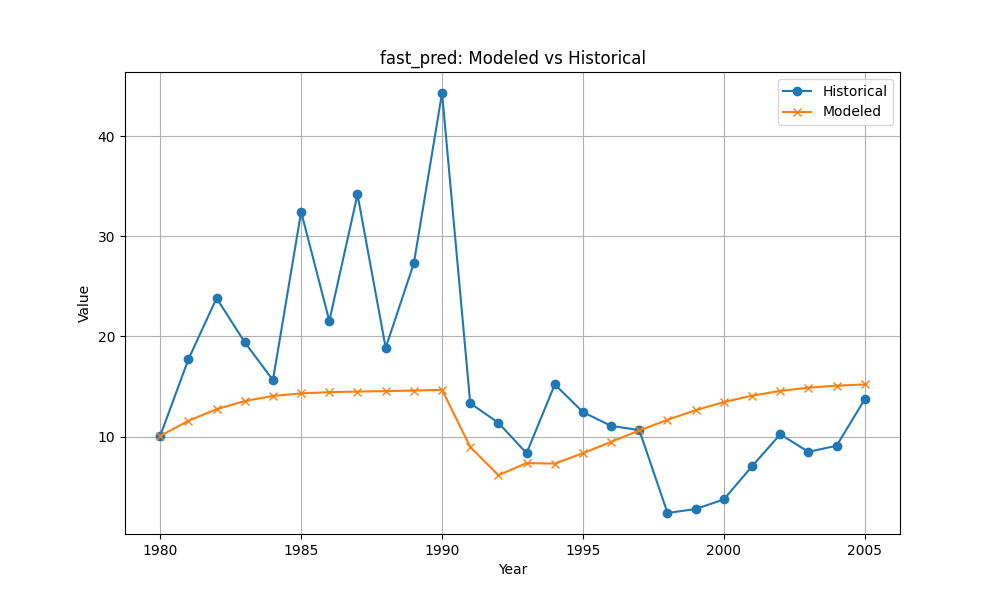 fast_pred: Modeled vs Historical
Historical
Modeled
Value
40
30
20
10
1980 1985 1990 1995 2000 2005
Year